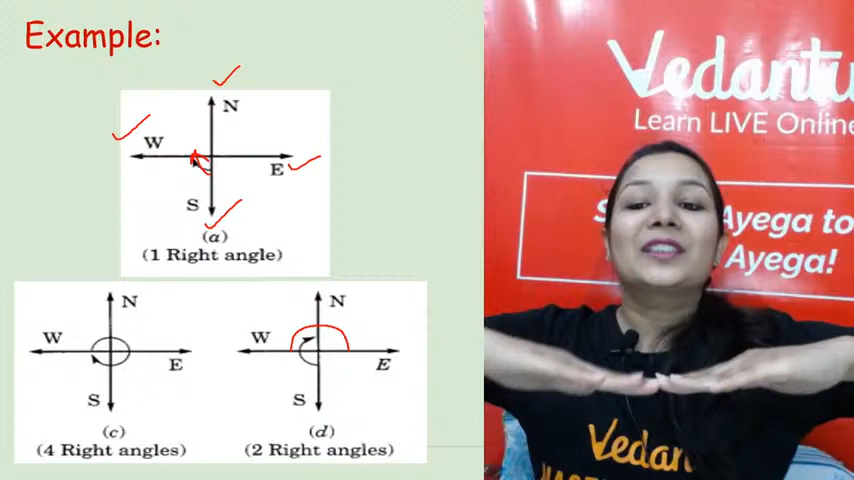 Example:
N
W
E
S
(a)
(1 Right angle)
N
W
E
S
(c)
(4 Right angles)
N
W
E
S
(d)
(2 Right angles)
Vedantu
Learn LIVE Online
Ayega to
Ayega!
Vedan